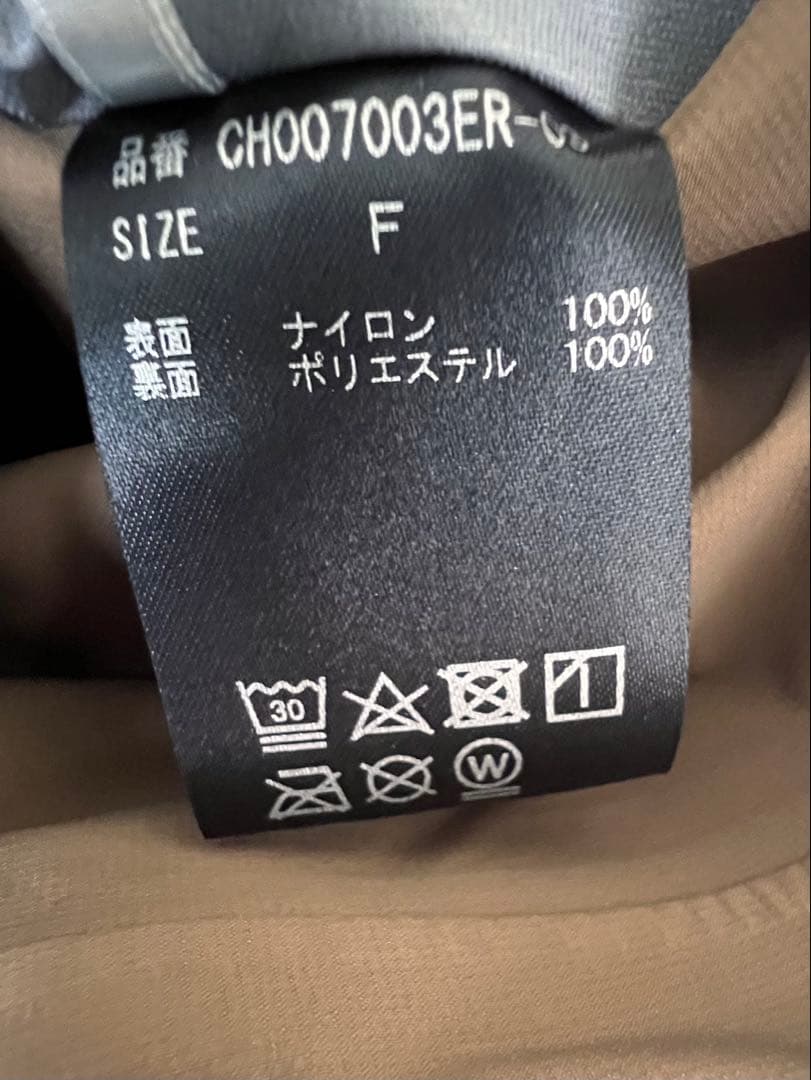 品番 CH007003ER-
SIZE F
表面 ナイロン 100%
裏面 ポリエステル 100%
30
W